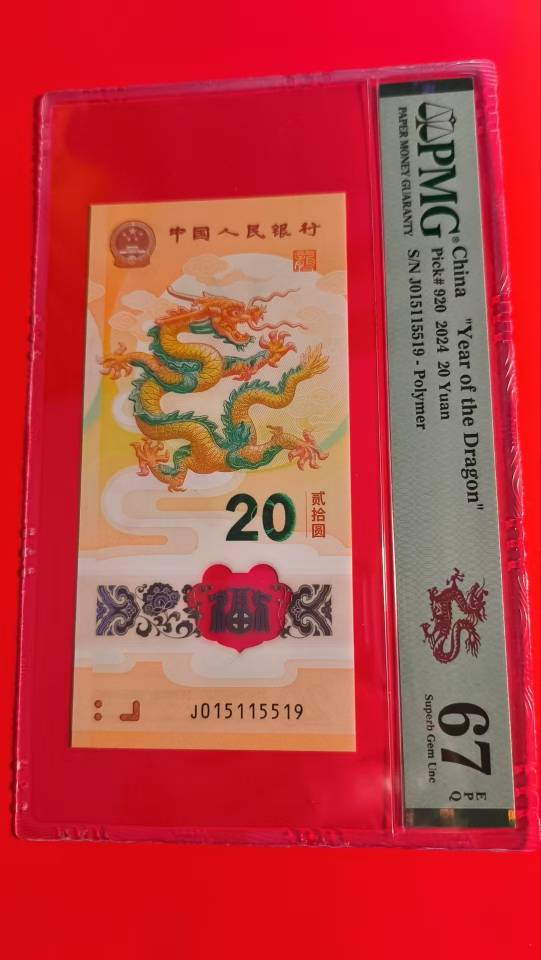 中国人民银行
龍
20
贰拾圆
J015115519
PMG®
PAPER MONEY GUARANTY
China "Year of the Dragon"
Pick# 920 2024 20 Yuan
S/N J015115519 - Polymer
67 EPQ
Superb Gem Unc